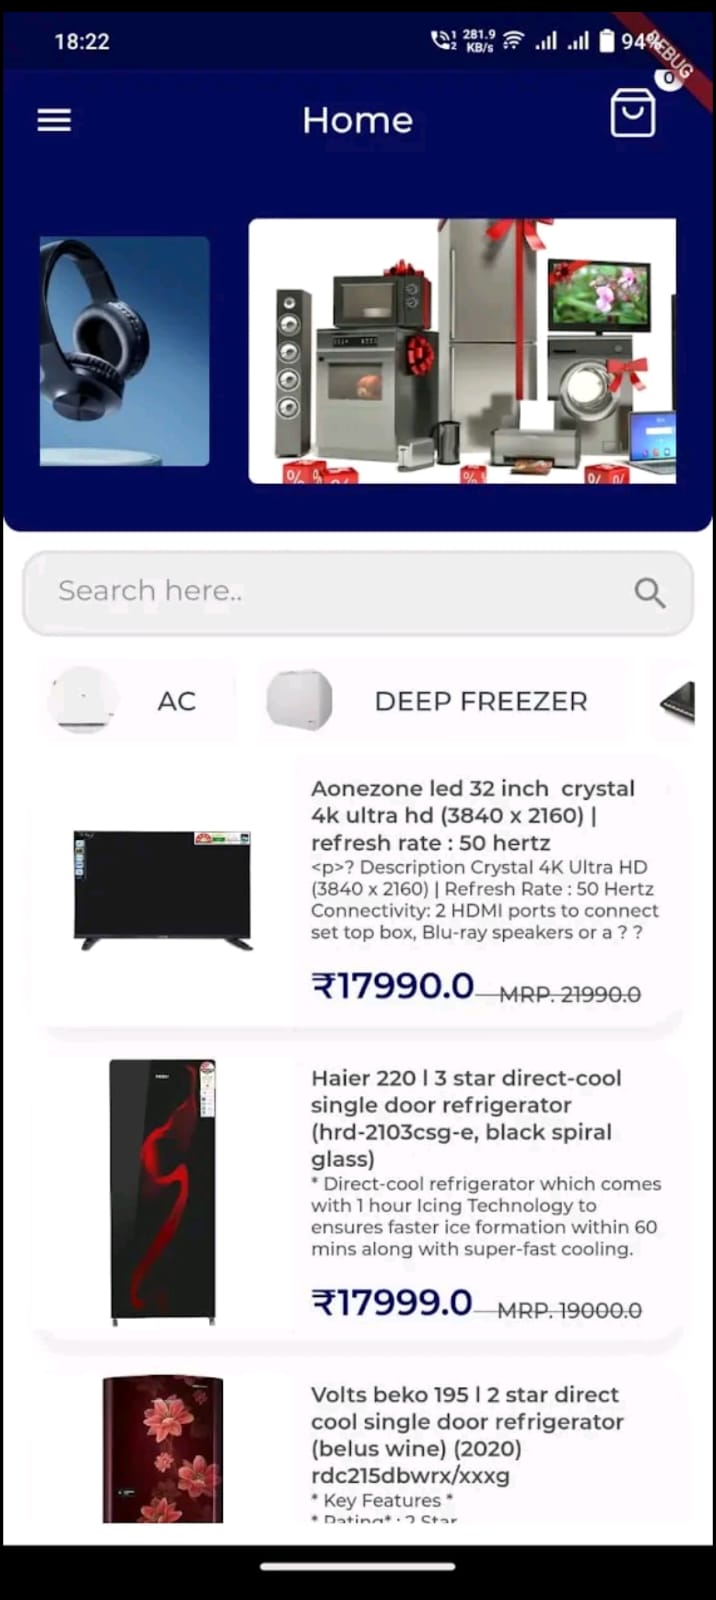 18:22
281.9
KB/s
94%
DEBUG
0
Home
Search here..
AC
DEEP FREEZER
Aonezone led 32 inch  crystal
4k ultra hd (3840 x 2160) |
refresh rate : 50 hertz
<p>? Description Crystal 4K Ultra HD
(3840 x 2160) | Refresh Rate : 50 Hertz
Connectivity: 2 HDMI ports to connect
set top box, Blu-ray speakers or a ? ?
₹17990.0 MRP. 21990.0
Haier 220 l 3 star direct-cool
single door refrigerator
(hrd-2103csg-e, black spiral
glass)
* Direct-cool refrigerator which comes
with 1 hour Icing Technology to
ensures faster ice formation within 60
mins along with super-fast cooling.
₹17999.0 MRP. 19000.0
Volts beko 195 l 2 star direct
cool single door refrigerator
(belus wine) (2020)
rdc215dbwrx/xxxg
* Key Features *
* Rating* : 2 Star